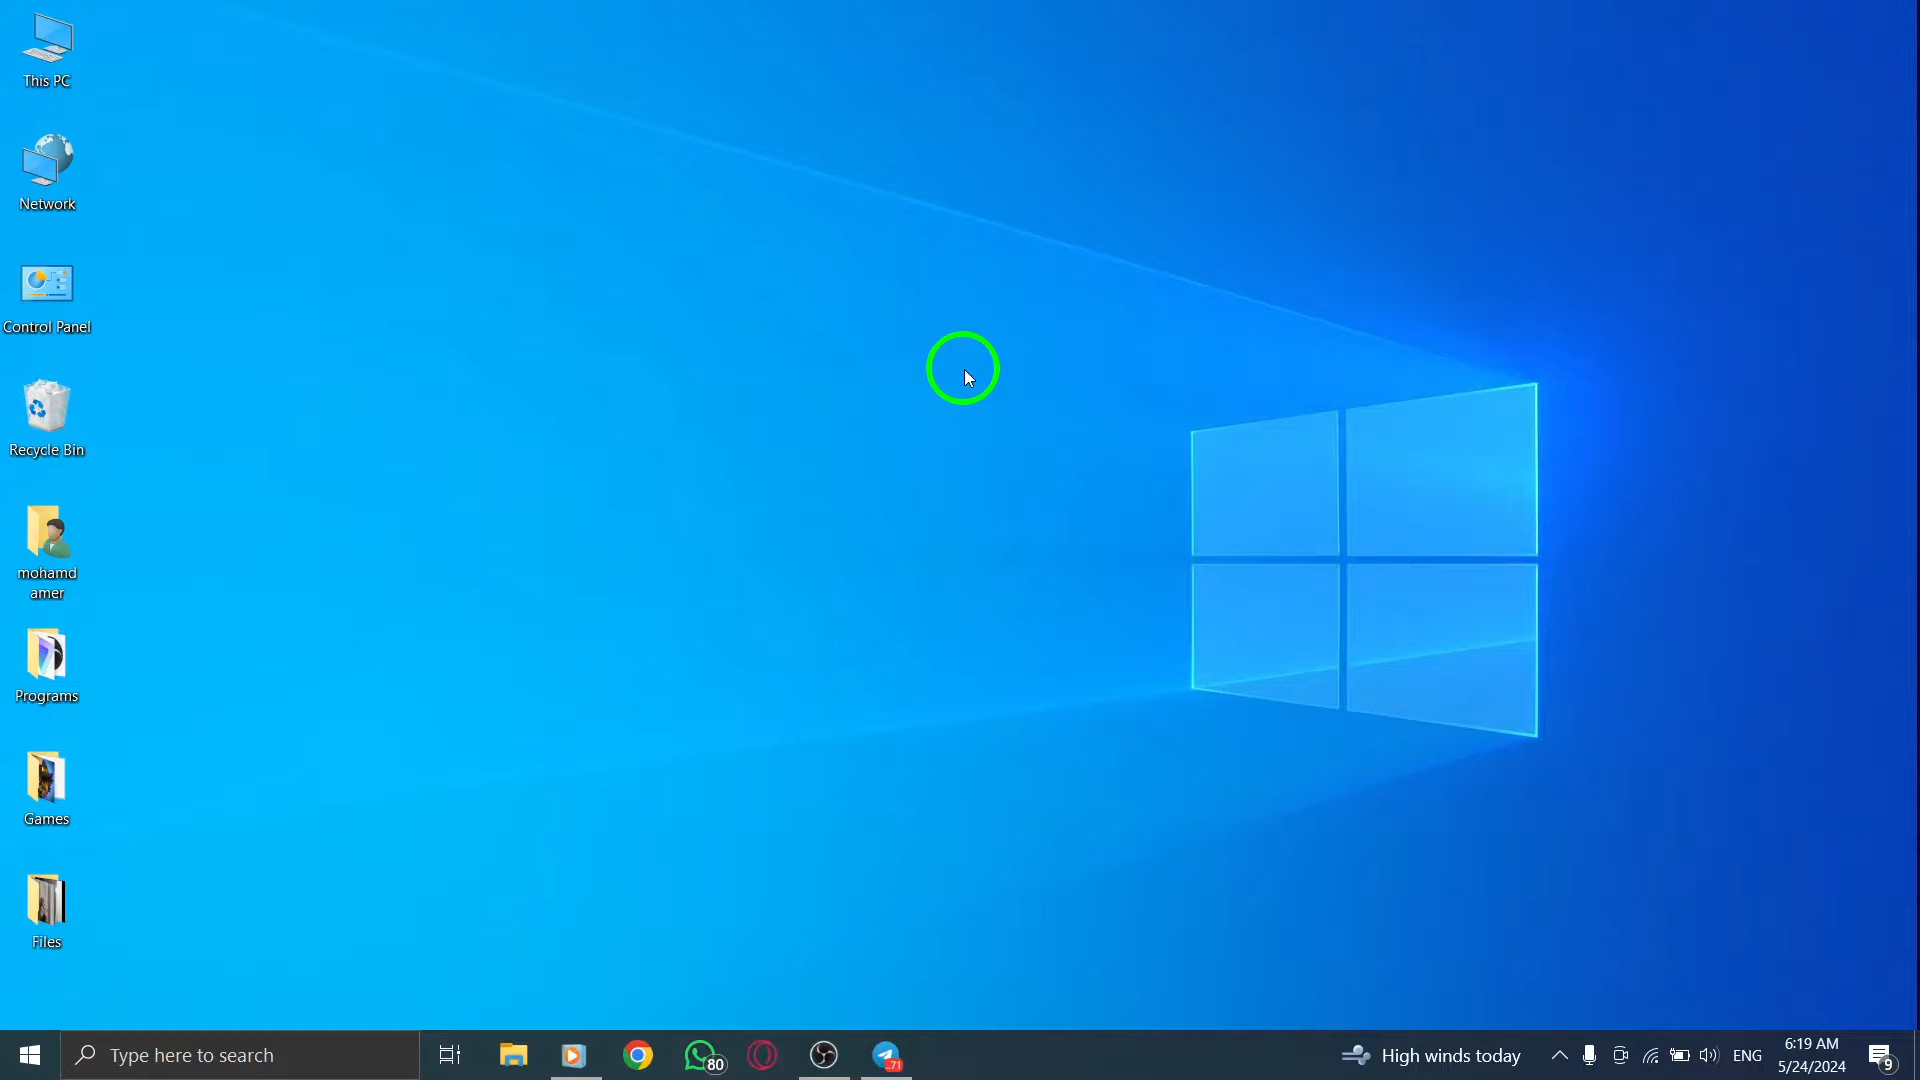 This PC
Network
Control Panel
Recycle Bin
mohamd
amer
Programs
Games
Files
Type here to search
80
..71
High winds today
ENG
6:19 AM
5/24/2024
9